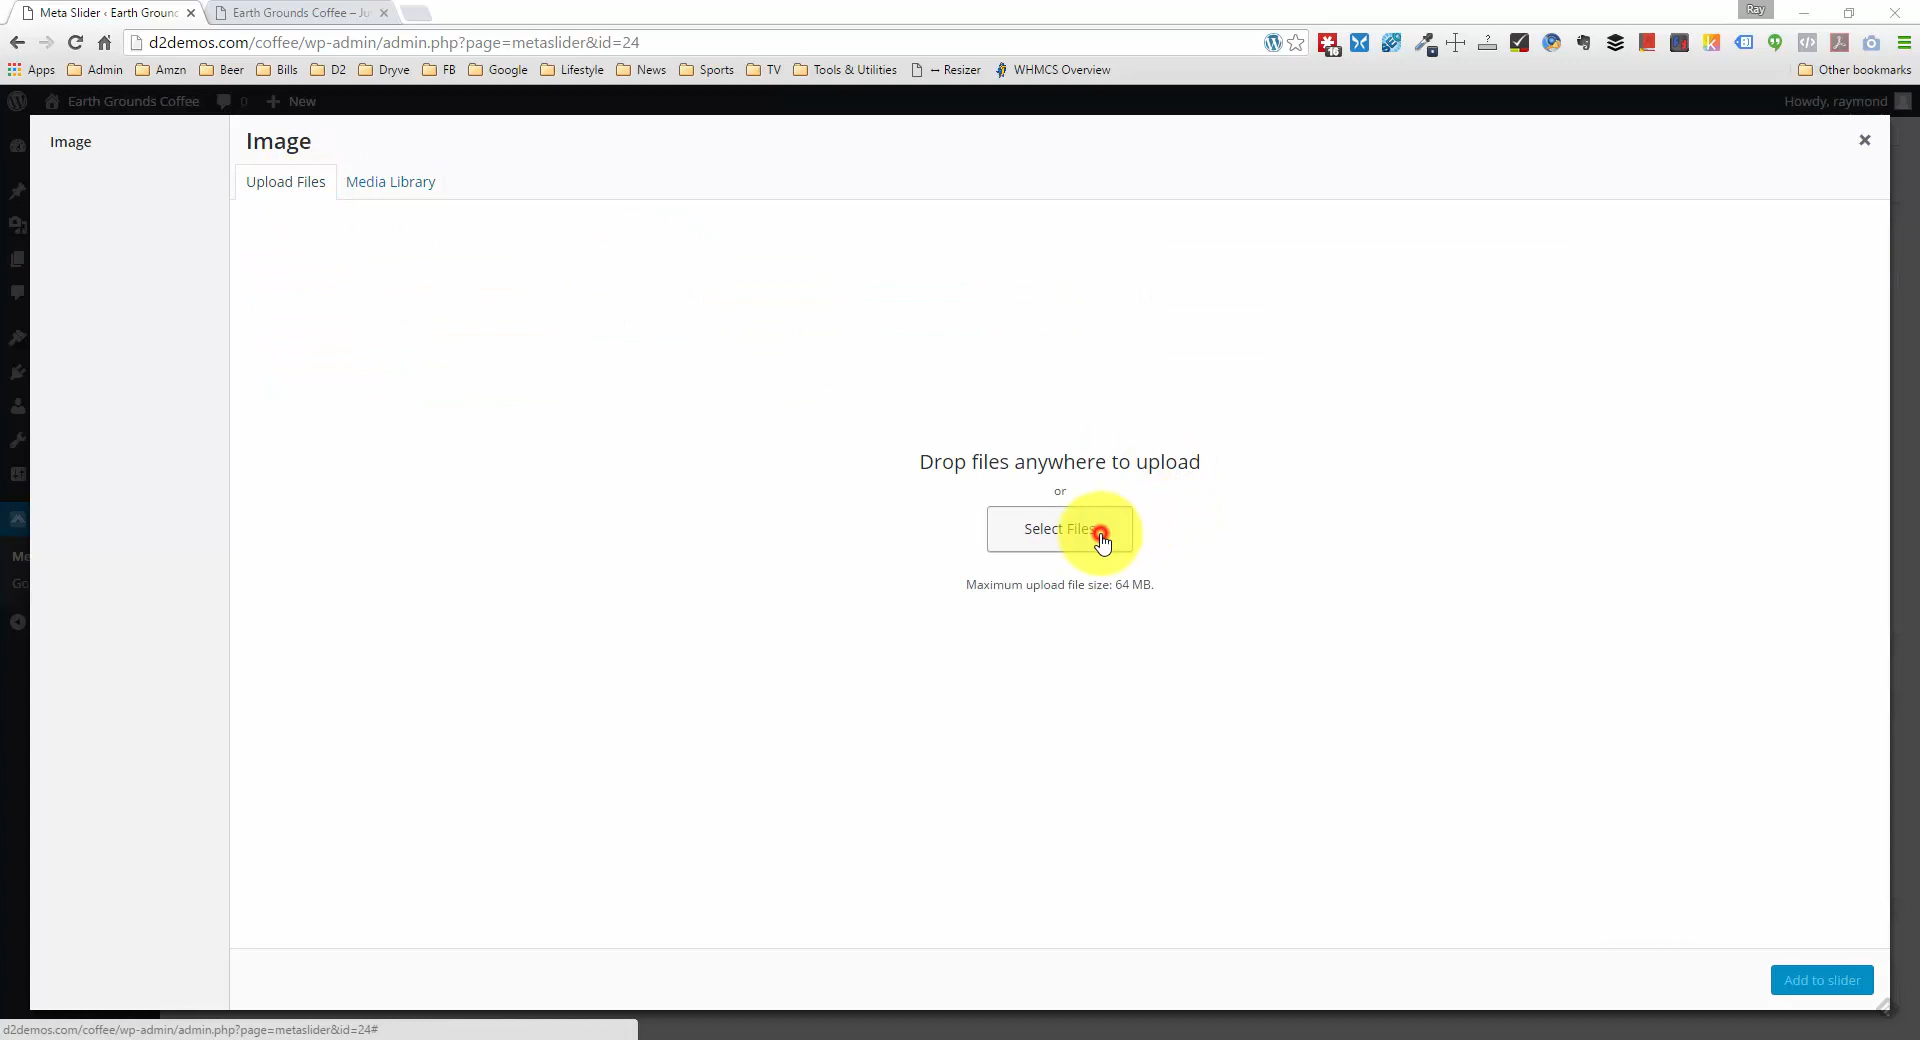 Meta Slider ‹ Earth Groun
Earth Grounds Coffee – Ju
Ray
d2demos.com/coffee/wp-admin/admin.php?page=metaslider&id=24
16
Apps
Admin
Amzn
Beer
Bills
D2
Dryve
FB
Google
Lifestyle
News
Sports
TV
Tools & Utilities
-- Resizer
WHMCS Overview
Other bookmarks
Earth Grounds Coffee
0
New
Howdy, raymond
Image
Image
Upload Files
Media Library
Drop files anywhere to upload
or
Select Files
Maximum upload file size: 64 MB.
Me
Go
Add to slider
d2demos.com/coffee/wp-admin/admin.php?page=metaslider&id=24#